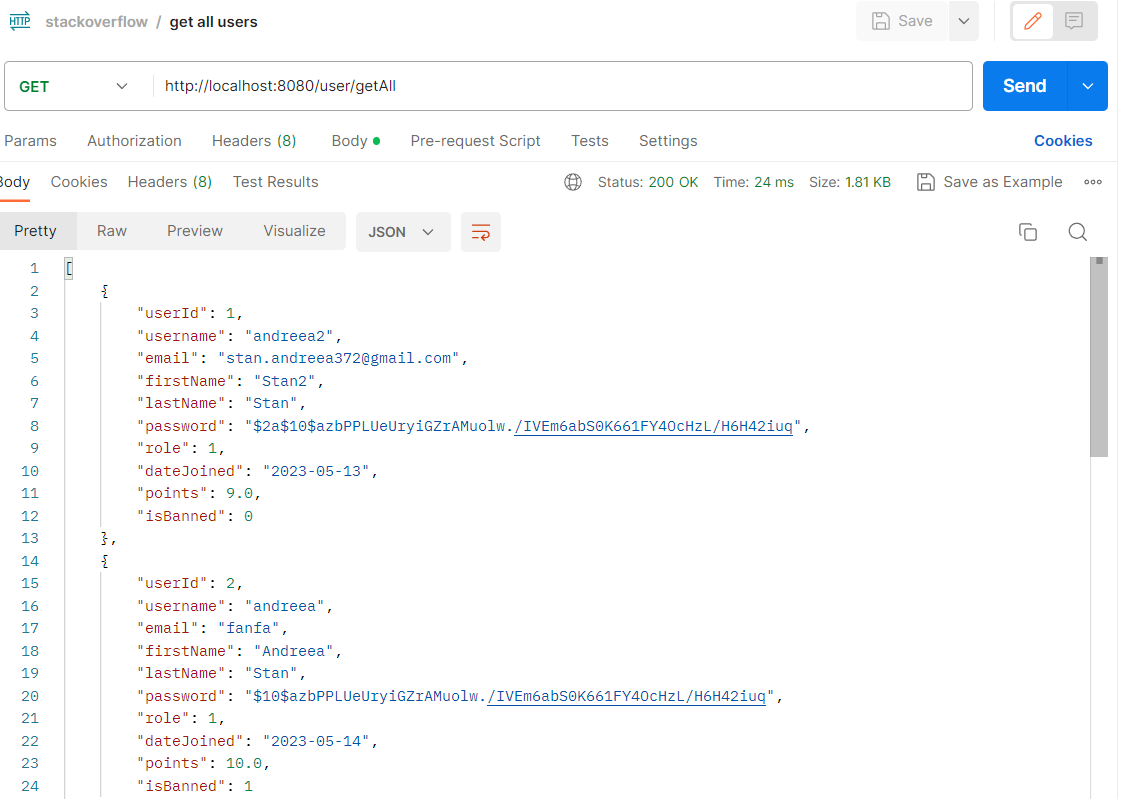 HTTP stackoverflow / get all users Save
GET http://localhost:8080/user/getAll Send
Params Authorization Headers (8) Body Pre-request Script Tests Settings Cookies
Body Cookies Headers (8) Test Results Status: 200 OK Time: 24 ms Size: 1.81 KB Save as Example
Pretty Raw Preview Visualize JSON
1 [
2 {
3 "userId": 1,
4 "username": "andreea2",
5 "email": "stan.andreea372@gmail.com",
6 "firstName": "Stan2",
7 "lastName": "Stan",
8 "password": "$2a$10$azbPPLUeUryiGZrAMuolw./IVEm6abS0K661FY4OcHzL/H6H42iuq",
9 "role": 1,
10 "dateJoined": "2023-05-13",
11 "points": 9.0,
12 "isBanned": 0
13 },
14 {
15 "userId": 2,
16 "username": "andreea",
17 "email": "fanfa",
18 "firstName": "Andreea",
19 "lastName": "Stan",
20 "password": "$10$azbPPLUeUryiGZrAMuolw./IVEm6abS0K661FY4OcHzL/H6H42iuq",
21 "role": 1,
22 "dateJoined": "2023-05-14",
23 "points": 10.0,
24 "isBanned": 1